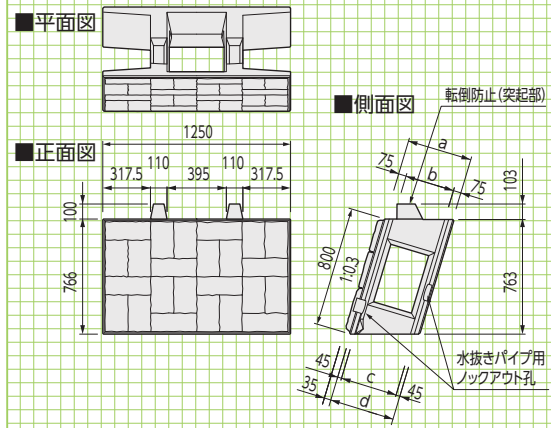 ■平面図
■側面図
転倒防止(突起部)
a
75
b
75
103
1250
■正面図
317.5
110
395
110
317.5
100
766
800
1:0.3
763
水抜きパイプ用
ノックアウト孔
45
c
45
35
d